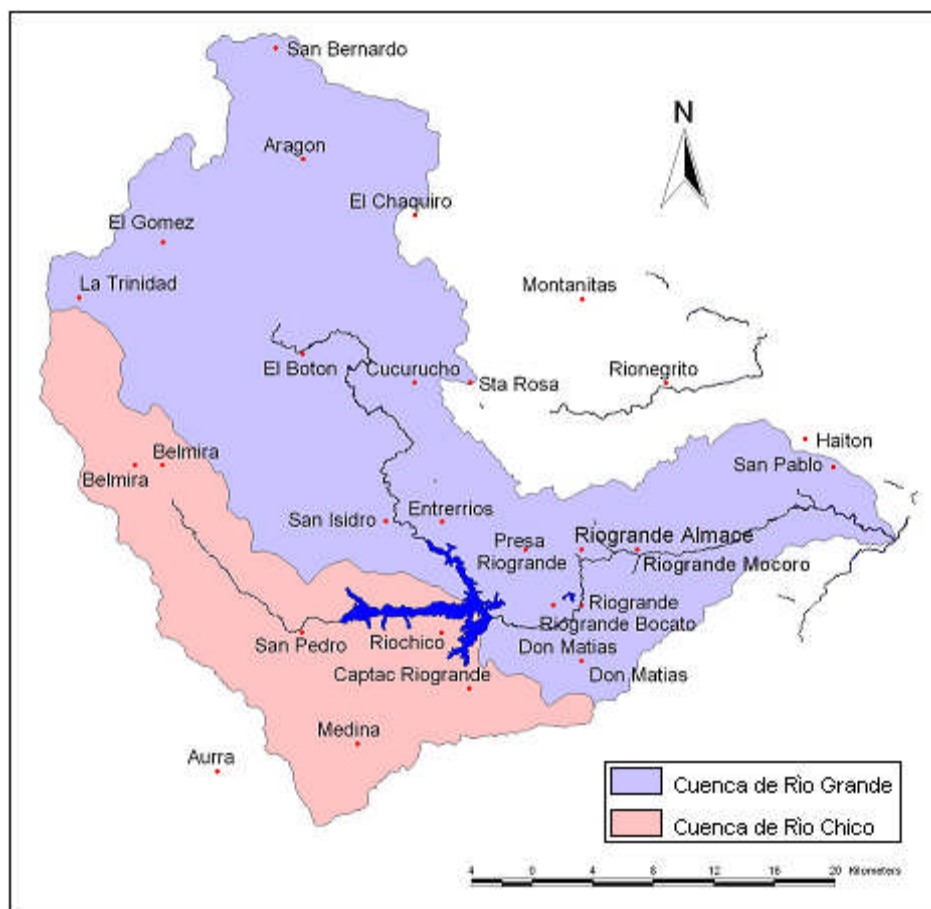 San Bernardo
N
Aragon
El Chaquiro
El Gomez
La Trinidad
Montanitas
El Boton
Cucurucho
Sta Rosa
Rionegrito
Haiton
Belmira
Belmira
San Pablo
San Isidro
Entrerrios
Presa
Riogrande
Riogrande Almace
Riogrande Mocoro
Riogrande
Riogrande Bocato
San Pedro
Riochico
Don Matias
Captac Riogrande
Don Matias
Medina
Aurra
Cuenca de Rìo Grande
Cuenca de Rìo Chico
4 0 4 8 12 16 20 Kilometers